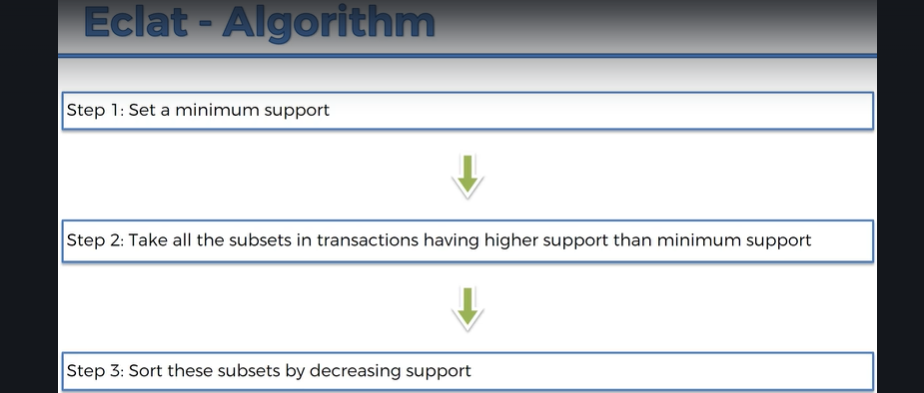 Eclat - Algorithm
Step 1: Set a minimum support
Step 2: Take all the subsets in transactions having higher support than minimum support
Step 3: Sort these subsets by decreasing support